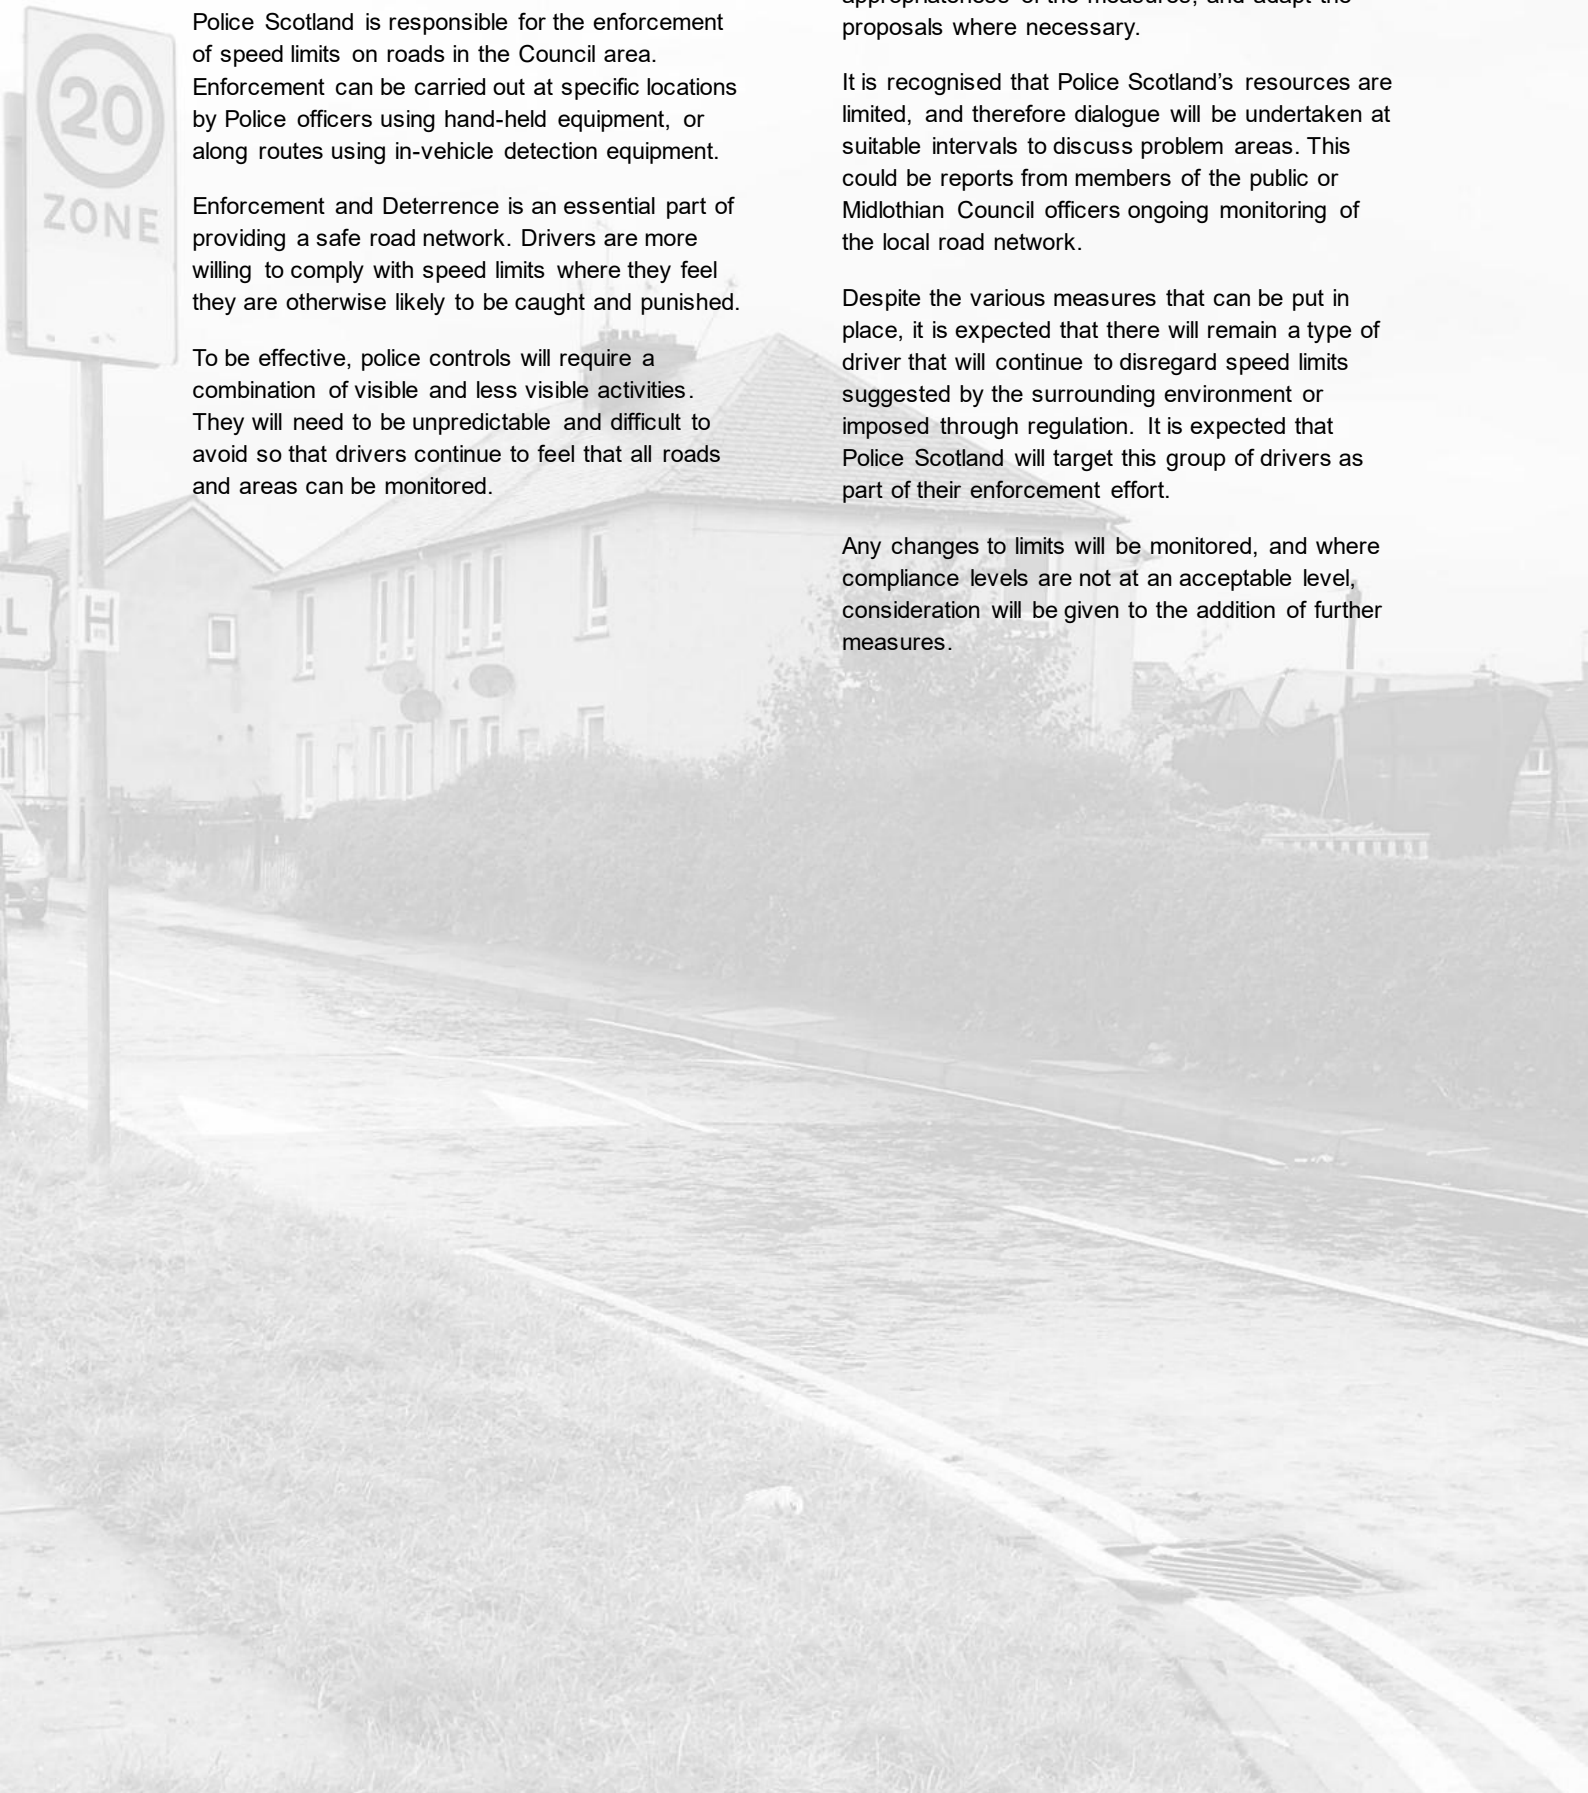 20
ZONE
L
H
Police Scotland is responsible for the enforcement
of speed limits on roads in the Council area.
Enforcement can be carried out at specific locations
by Police officers using hand-held equipment, or
along routes using in-vehicle detection equipment.
Enforcement and Deterrence is an essential part of
providing a safe road network. Drivers are more
willing to comply with speed limits where they feel
they are otherwise likely to be caught and punished.
To be effective, police controls will require a
combination of visible and less visible activities.
They will need to be unpredictable and difficult to
avoid so that drivers continue to feel that all roads
and areas can be monitored.
appropriateness of the measures, and adapt the
proposals where necessary.
It is recognised that Police Scotland’s resources are
limited, and therefore dialogue will be undertaken at
suitable intervals to discuss problem areas. This
could be reports from members of the public or
Midlothian Council officers ongoing monitoring of
the local road network.
Despite the various measures that can be put in
place, it is expected that there will remain a type of
driver that will continue to disregard speed limits
suggested by the surrounding environment or
imposed through regulation. It is expected that
Police Scotland will target this group of drivers as
part of their enforcement effort.
Any changes to limits will be monitored, and where
compliance levels are not at an acceptable level,
consideration will be given to the addition of further
measures.